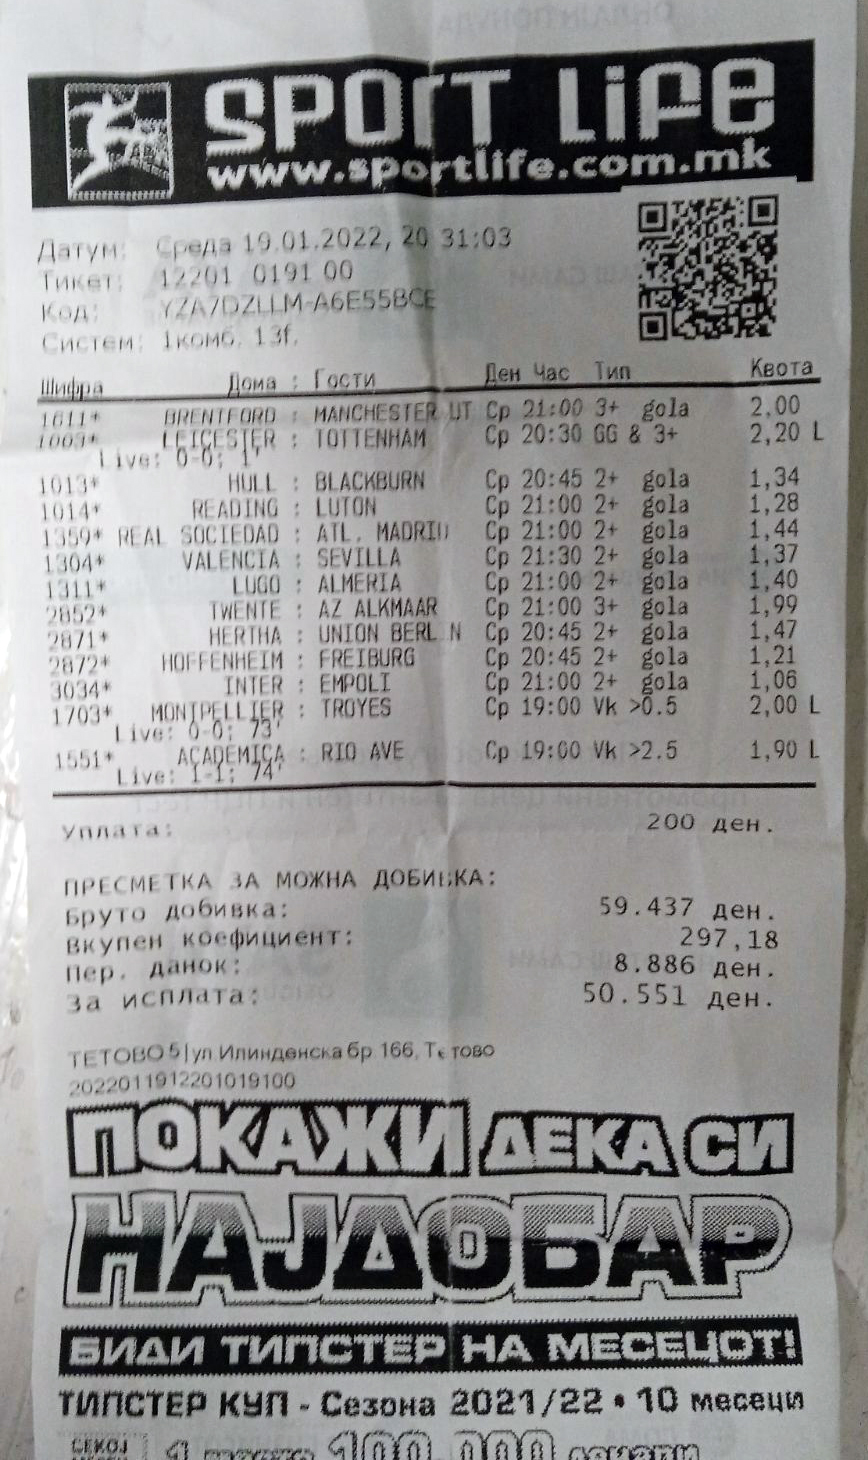 SPORT LIFE
www.sportlife.com.mk
Датум: Среда 19.01.2022, 20 31:03
Тикет: 12201 0191 00
Код: YZA7DZLLM-A6E55BCE
Систем: 1комб. 13f.
Шифра Дома : Гости Ден Час Тип Квота
1611* BRENTFORD : MANCHESTER UT Ср 21:00 3+ gola 2,00
1003* LEICESTER : TOTTENHAM Ср 20:30 GG & 3+ 2,20 L
Live: 0-0; 1'
1013* HULL : BLACKBURN Ср 20:45 2+ gola 1,34
1014* READING : LUTON Ср 21:00 2+ gola 1,28
1359* REAL SOCIEDAD : ATL. MADRID Ср 21:00 2+ gola 1,44
1304* VALENCIA : SEVILLA Ср 21:30 2+ gola 1,37
1311* LUGO : ALMERIA Ср 21:00 2+ gola 1,40
2852* TWENTE : AZ ALKMAAR Ср 21:00 3+ gola 1,99
2871* HERTHA : UNION BERL N Ср 20:45 2+ gola 1,47
2872* HOFFENHEIM : FREIBURG Ср 20:45 2+ gola 1,21
3034* INTER : EMPOLI Ср 21:00 2+ gola 1,06
1703* MONTPELLIER : TROYES Ср 19:00 Vk >0.5 2,00 L
Live: 0-0; 73'
1551* ACADEMICA : RIO AVE Ср 19:00 Vk >2.5 1,90 L
Live: 1-1; 74'
Уплата: 200 ден.
ПРЕСМЕТКА ЗА МОЖНА ДОБИВКА:
Бруто добивка: 59.437 ден.
Вкупен коефициент: 297,18
Пер. данок: 8.886 ден.
За исплата: 50.551 ден.
ТЕТОВО 5|ул Илинденска бр 166, Тетово
2022011912201019100
ПОКАЖИ ДЕКА СИ
НАЈДОБАР
БИДИ ТИПСТЕР НА МЕСЕЦОТ!
ТИПСТЕР КУП - Сезона 2021/22 • 10 месеци
СЕКОЈ
1 место 100.000 денари